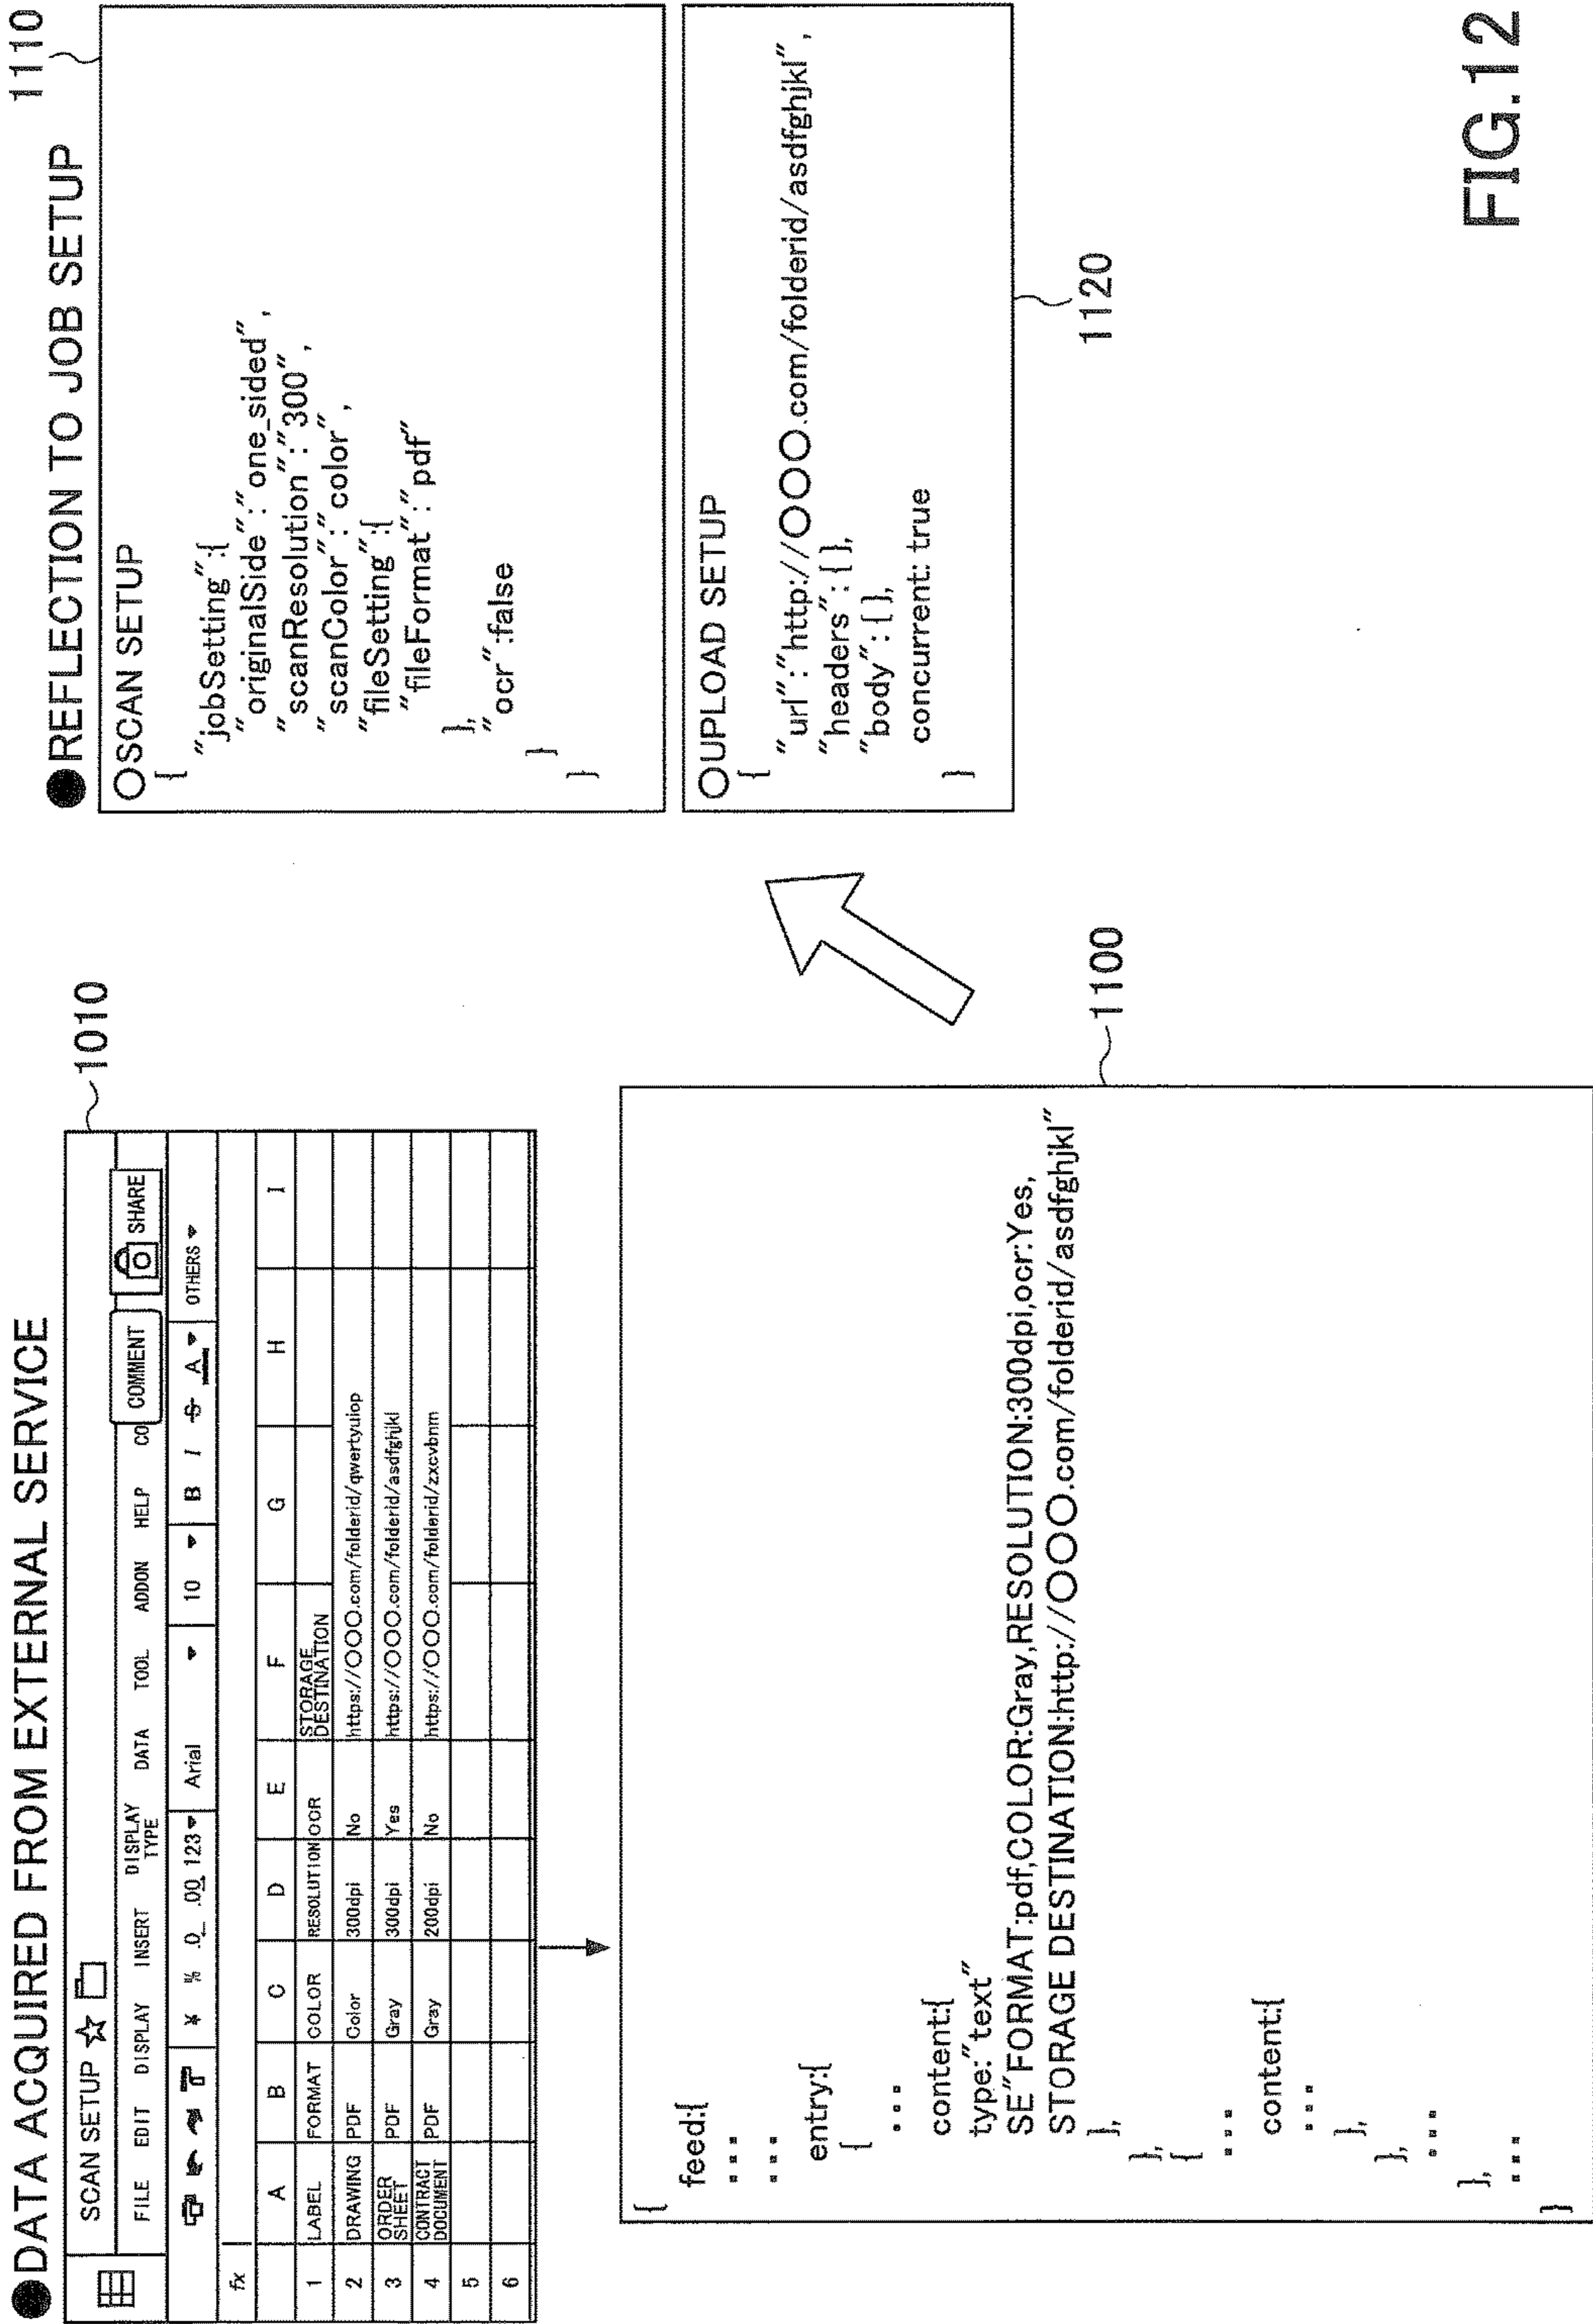 ●DATA ACQUIRED FROM EXTERNAL SERVICE
1010
SCAN SETUP ☆
FILE EDIT DISPLAY INSERT DISPLAY TYPE DATA TOOL ADDON HELP CO COMMENT SHARE
¥ % .0_ .00_ 123▼ Arial ▼ 10 ▼ B I S A ▼ OTHERS ▼
fx
A B C D E F G H I
1 LABEL FORMAT COLOR RESOLUTION OCR STORAGE DESTINATION
2 DRAWING PDF Color 300dpi No https://○○○.com/folderid/qwertyuiop
3 ORDER SHEET PDF Gray 300dpi Yes https://○○○.com/folderid/asdfghjkl
4 CONTRACT DOCUMENT PDF Gray 200dpi No https://○○○.com/folderid/zxcvbnm
5
6
1100
{
feed:{
...
...
entry:{
{
...
content:{
type:"text"
SE"FORMAT:pdf,COLOR:Gray,RESOLUTION:300dpi,ocr:Yes,
STORAGE DESTINATION:http://○○○.com/folderid/asdfghjkl"
},
},
{
...
content:{
...
},
},
...
},
...
}
●REFLECTION TO JOB SETUP
1110
○SCAN SETUP
{
"jobSetting":{
"originalSide":"one_sided",
"scanResolution":"300",
"scanColor":"color",
"fileSetting":{
"fileFormat":"pdf"
},
"ocr":false
}
}
○UPLOAD SETUP
{
"url":"http://○○○.com/folderid/asdfghjkl",
"headers":{ },
"body":{ },
concurrent: true
}
1120
FIG.12